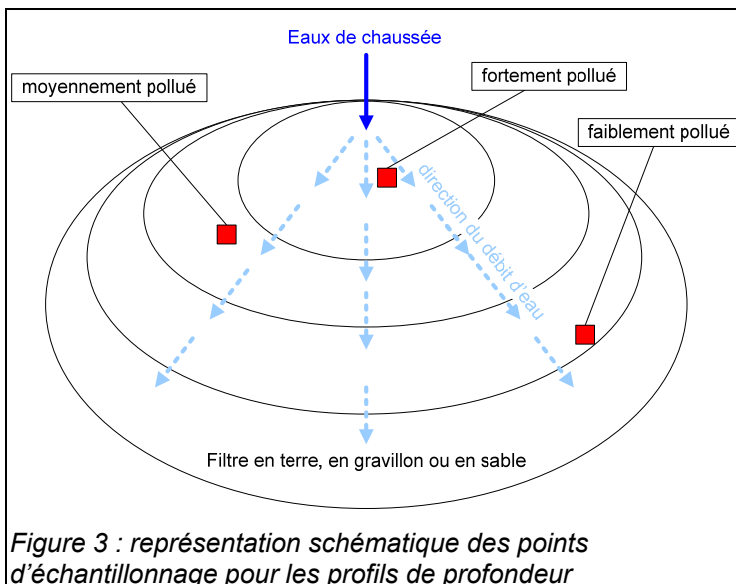 Eaux de chaussée
fortement pollué
moyennement pollué
faiblement pollué
direction du débit d'eau
Filtre en terre, en gravillon ou en sable
Figure 3 : représentation schématique des points
d'échantillonnage pour les profils de profondeur